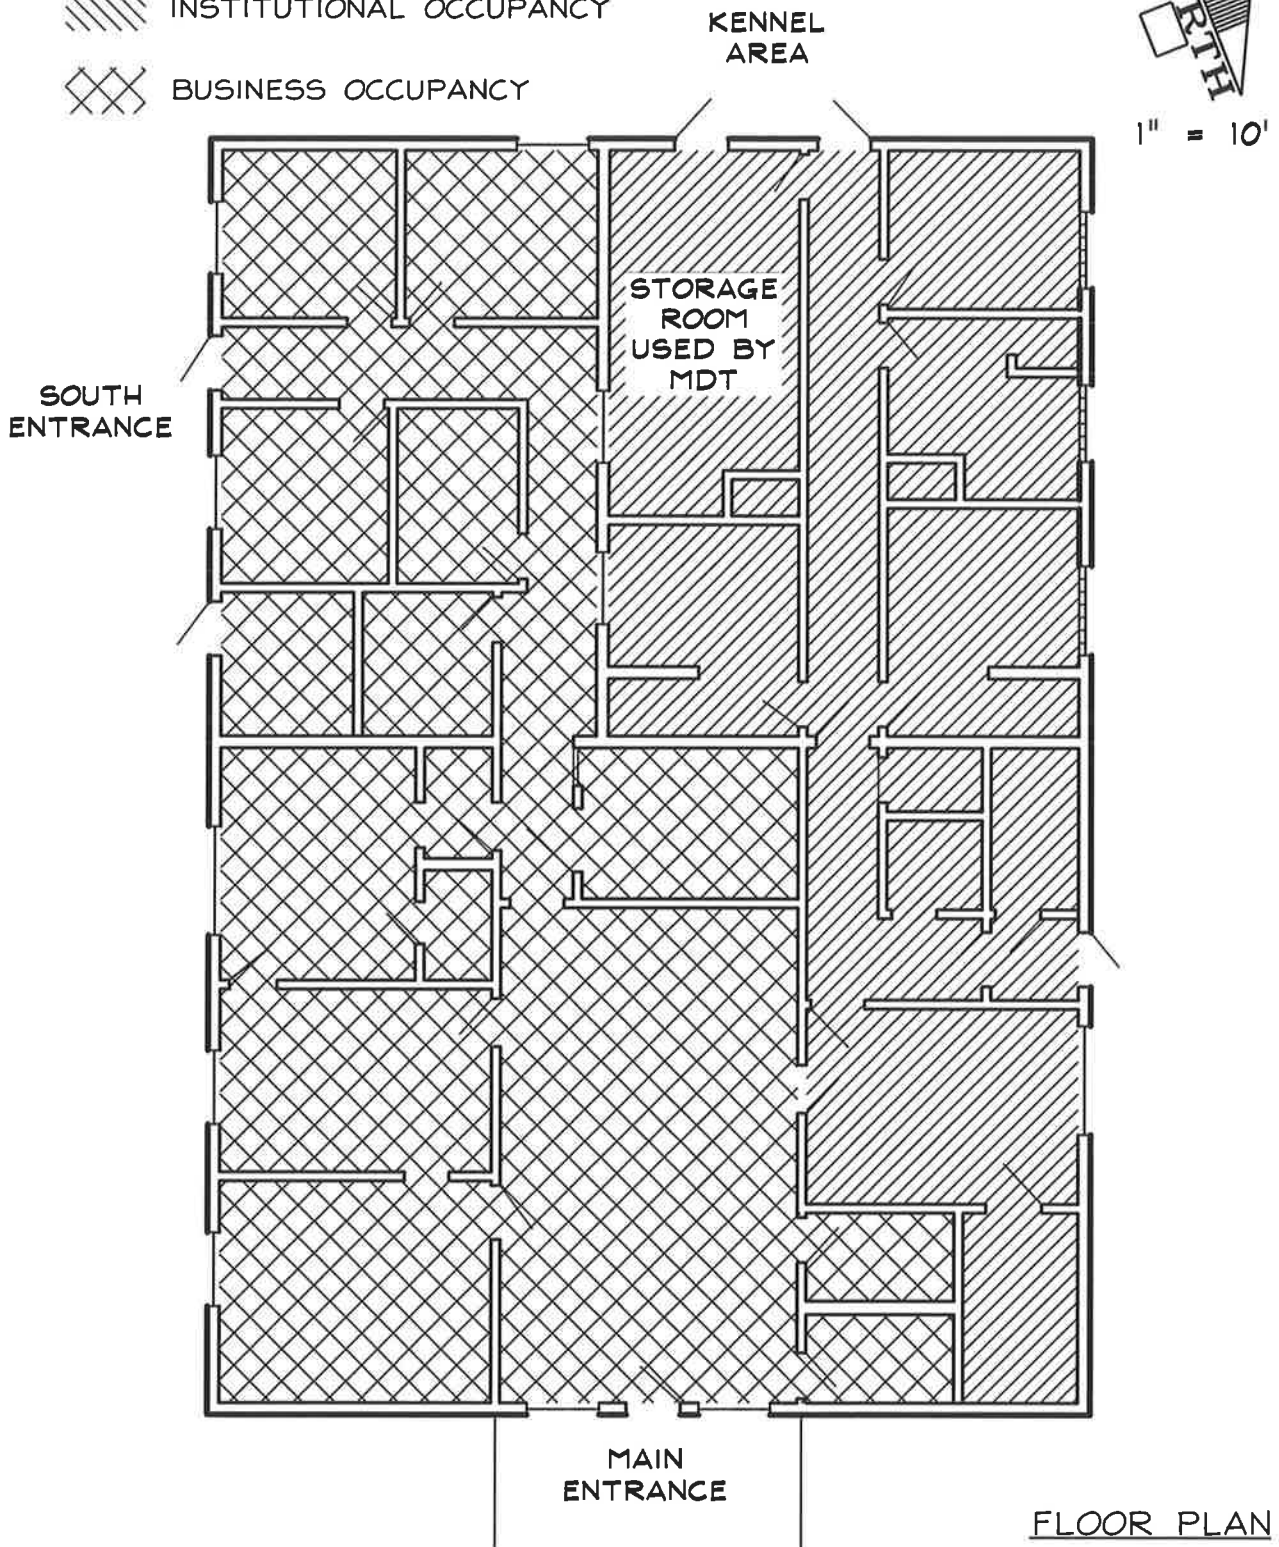 INSTITUTIONAL OCCUPANCY
BUSINESS OCCUPANCY
KENNEL
AREA
RTH
1" = 10'
STORAGE
ROOM
USED BY
MDT
SOUTH
ENTRANCE
MAIN
ENTRANCE
FLOOR PLAN